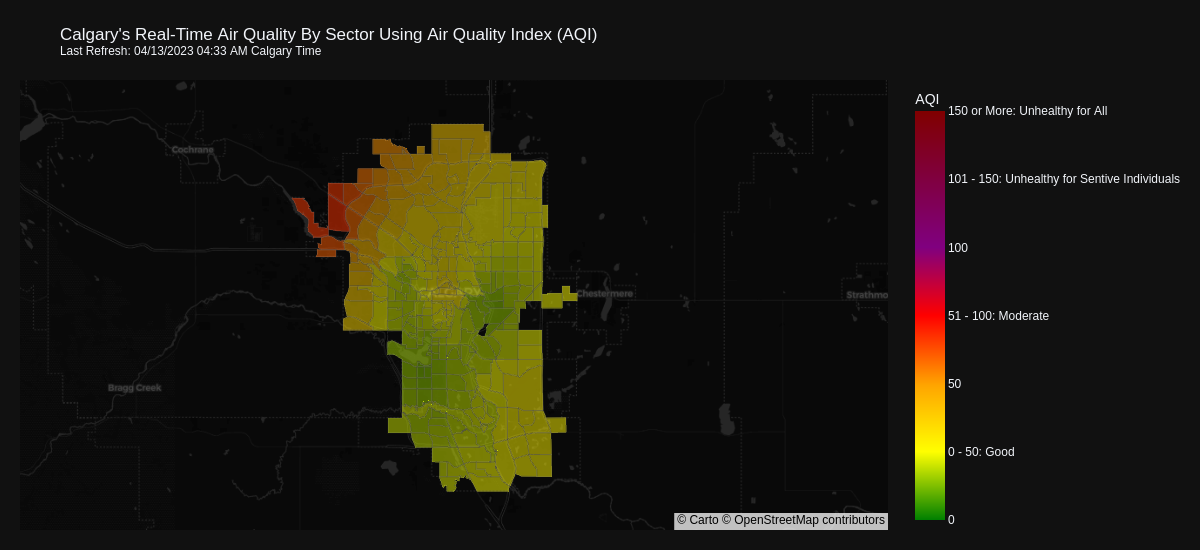 Calgary's Real-Time Air Quality By Sector Using Air Quality Index (AQI)
Last Refresh: 04/13/2023 04:33 AM Calgary Time
AQI
150 or More: Unhealthy for All
101 - 150: Unhealthy for Sentive Individuals
100
51 - 100: Moderate
50
0 - 50: Good
0
Cochrane
Chestermere
Strathmo
Bragg Creek
© Carto © OpenStreetMap contributors